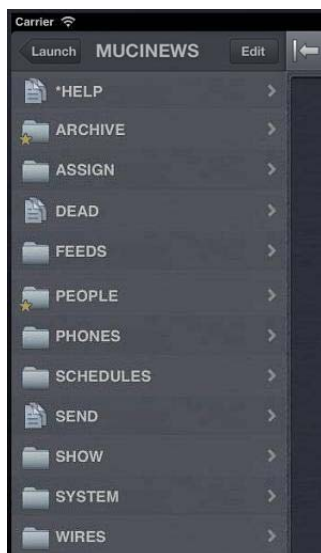 Carrier
Launch MUCINEWS Edit
*HELP
ARCHIVE
ASSIGN
DEAD
FEEDS
PEOPLE
PHONES
SCHEDULES
SEND
SHOW
SYSTEM
WIRES